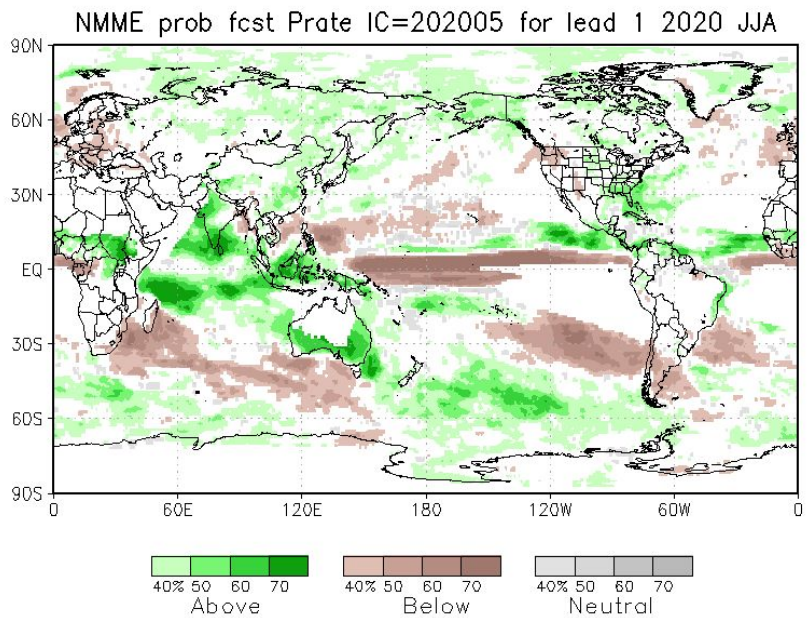 NMME prob fcst Prate IC=202005 for lead 1 2020 JJA
90N
60N
30N
EQ
30S
60S
90S
0 60E 120E 180 120W 60W 0
40% 50 60 70 40% 50 60 70 40% 50 60 70
Above Below Neutral